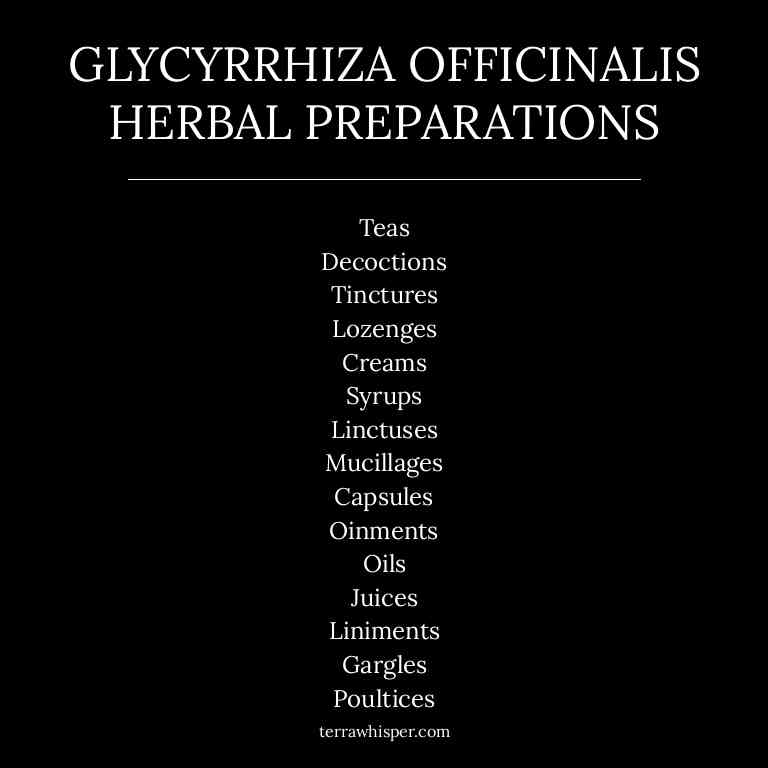 GLYCYRRHIZA OFFICINALIS
HERBAL PREPARATIONS
Teas
Decoctions
Tinctures
Lozenges
Creams
Syrups
Linctuses
Mucillages
Capsules
Oinments
Oils
Juices
Liniments
Gargles
Poultices
terrawhisper.com